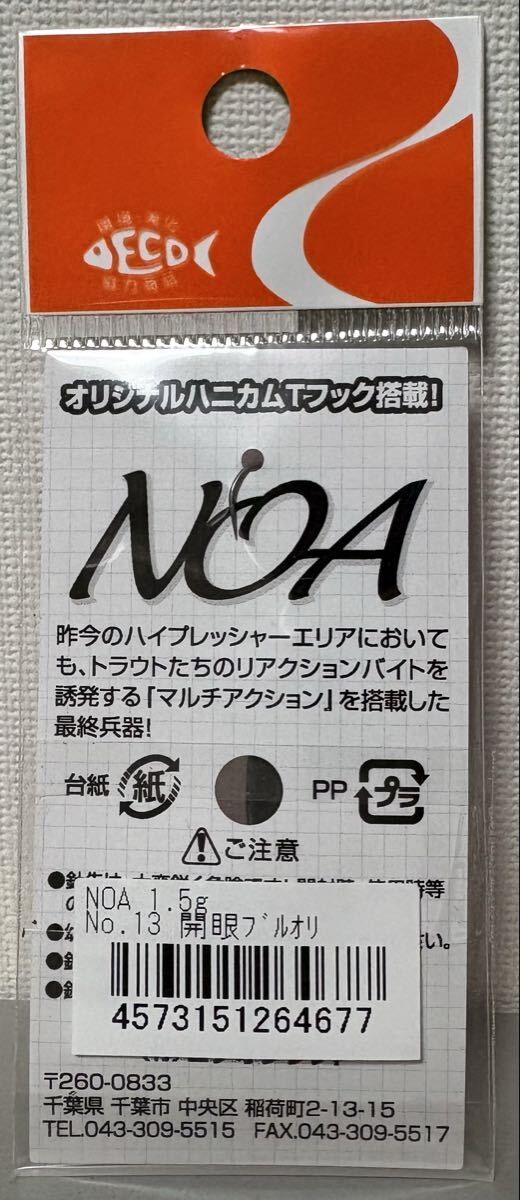 環境・変化
ECO
オリジナルハニカムTフック搭載!
NOA
昨今のハイプレッシャーエリアにおいて
も、トラウトたちのリアクションバイトを
誘発する『マルチアクション』を搭載した
最終兵器!
台紙 紙 PP プラ
ご注意
NOA 1.5g
No.13 開眼ブルオリ
4573151264677
〒260-0833
千葉県 千葉市 中央区 稲荷町2-13-15
TEL.043-309-5515 FAX.043-309-5517